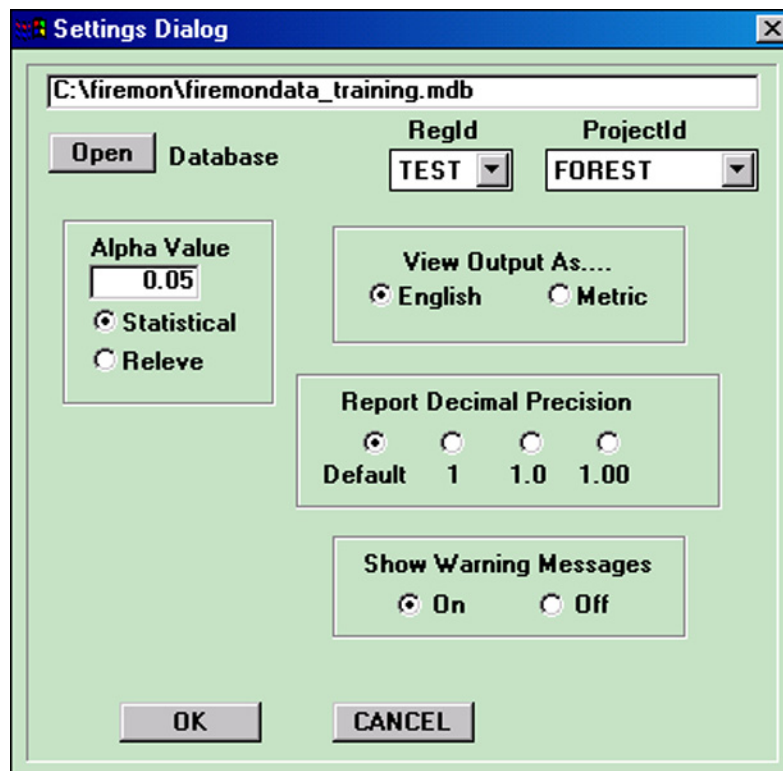 Settings Dialog
C:\firemon\firemondata_training.mdb
RegId
ProjectId
Open
Database
TEST
FOREST
Alpha Value
0.05
Statistical
Releve
View Output As....
English
Metric
Report Decimal Precision
Default 1 1.0 1.00
Show Warning Messages
On
Off
OK
CANCEL